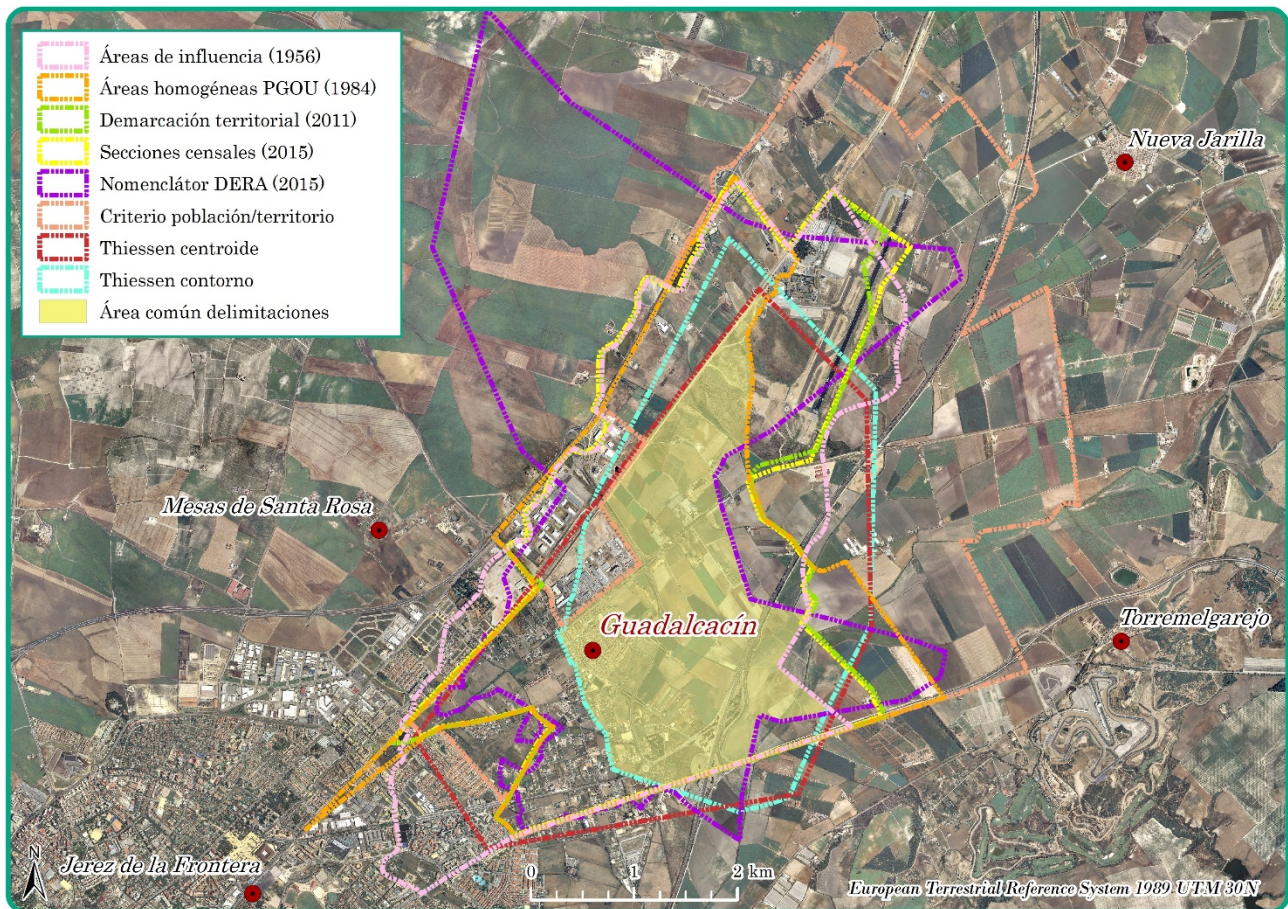 Áreas de influencia (1956)
Áreas homogéneas PGOU (1984)
Demarcación territorial (2011)
Secciones censales (2015)
Nomenclátor DERA (2015)
Criterio población/territorio
Thiessen centroide
Thiessen contorno
Área común delimitaciones
Nueva Jarilla
Mesas de Santa Rosa
Guadalcacín
Torremelgarejo
Jerez de la Frontera
N
0 1 2 km
European Terrestrial Reference System 1989 UTM 30N